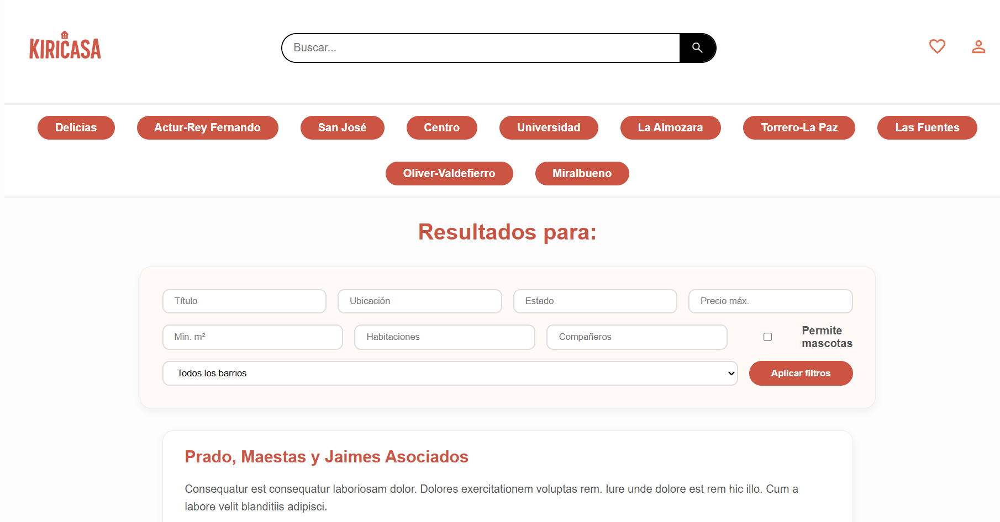 KIRICASA
Buscar...
Delicias
Actur-Rey Fernando
San José
Centro
Universidad
La Almozara
Torrero-La Paz
Las Fuentes
Oliver-Valdefierro
Miralbueno
Resultados para:
Título
Ubicación
Estado
Precio máx.
Min. m²
Habitaciones
Compañeros
Permite
mascotas
Todos los barrios
Aplicar filtros
Prado, Maestas y Jaimes Asociados
Consequatur est consequatur laboriosam dolor. Dolores exercitationem voluptas rem. Iure unde dolore est rem hic illo. Cum a
labore velit blanditiis adipisci.